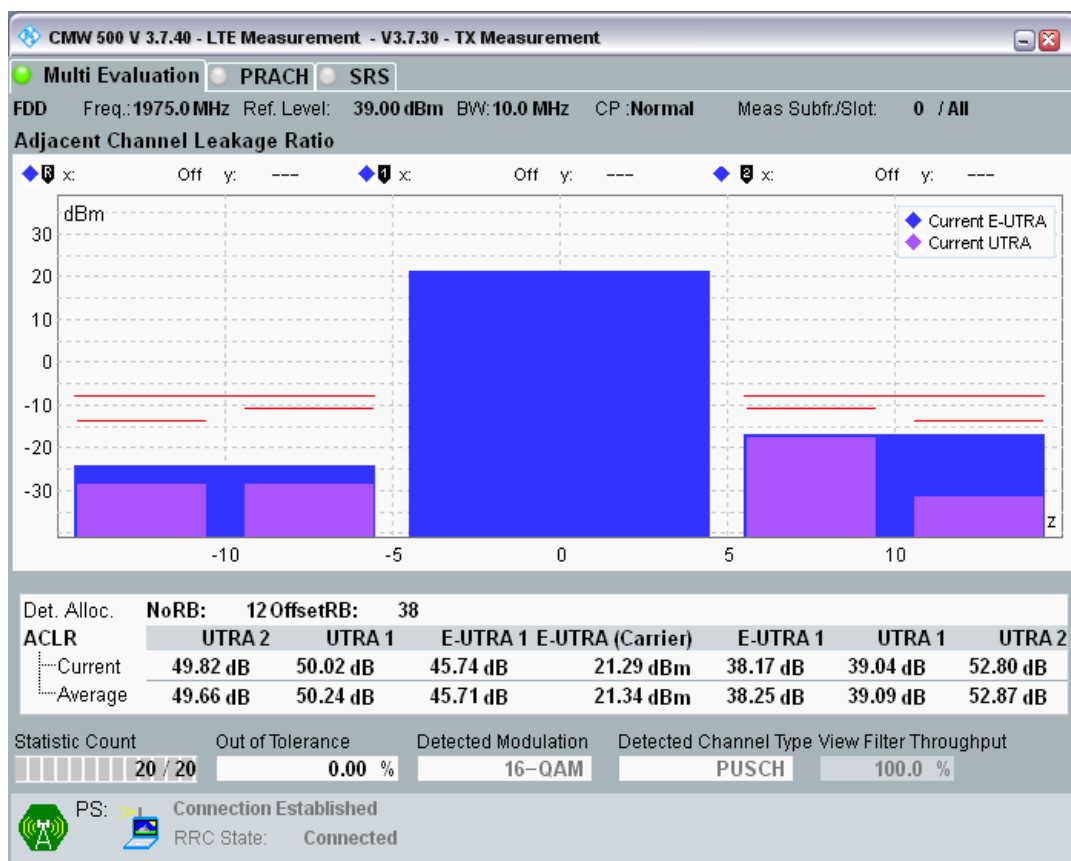 CMW 500 V 3.7.40 - LTE Measurement - V3.7.30 - TX Measurement
Multi Evaluation PRACH SRS
FDD Freq.: 1975.0 MHz Ref. Level: 39.00 dBm BW: 10.0 MHz CP : Normal Meas Subfr./Slot: 0 / All
Adjacent Channel Leakage Ratio
R x: Off y: --- 1 x: Off y: --- 2 x: Off y: ---
dBm
Current E-UTRA
Current UTRA
30
20
10
0
-10
-20
-30
z
-10 -5 0 5 10
Det. Alloc. NoRB: 12 OffsetRB: 38
ACLR UTRA 2 UTRA 1 E-UTRA 1 E-UTRA (Carrier) E-UTRA 1 UTRA 1 UTRA 2
Current 49.82 dB 50.02 dB 45.74 dB 21.29 dBm 38.17 dB 39.04 dB 52.80 dB
Average 49.66 dB 50.24 dB 45.71 dB 21.34 dBm 38.25 dB 39.09 dB 52.87 dB
Statistic Count Out of Tolerance Detected Modulation Detected Channel Type View Filter Throughput
20 / 20 0.00 % 16-QAM PUSCH 100.0 %
PS: Connection Established
RRC State: Connected